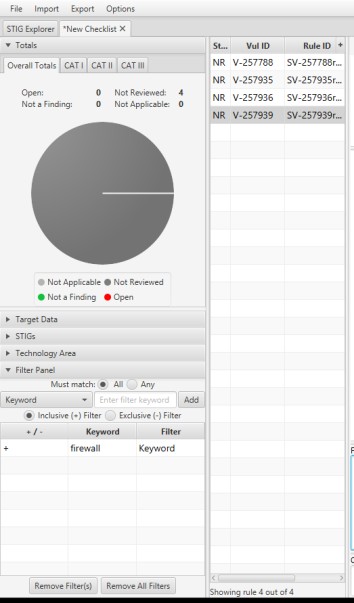 File Import Export Options
STIG Explorer *New Checklist ✕
▼ Totals
Overall Totals CAT I CAT II CAT III
Open: 0 Not Reviewed: 4
Not a Finding: 0 Not Applicable: 0
Not Applicable Not Reviewed
Not a Finding Open
▶ Target Data
▶ STIGs
▶ Technology Area
▼ Filter Panel
Must match: All Any
Keyword Enter filter keyword Add
Inclusive (+) Filter Exclusive (-) Filter
+ / - Keyword Filter
+ firewall Keyword
Remove Filter(s) Remove All Filters
St... Vul ID Rule ID +
NR V-257788 SV-257788r...
NR V-257935 SV-257935r...
NR V-257936 SV-257936r...
NR V-257939 SV-257939r...
Showing rule 4 out of 4